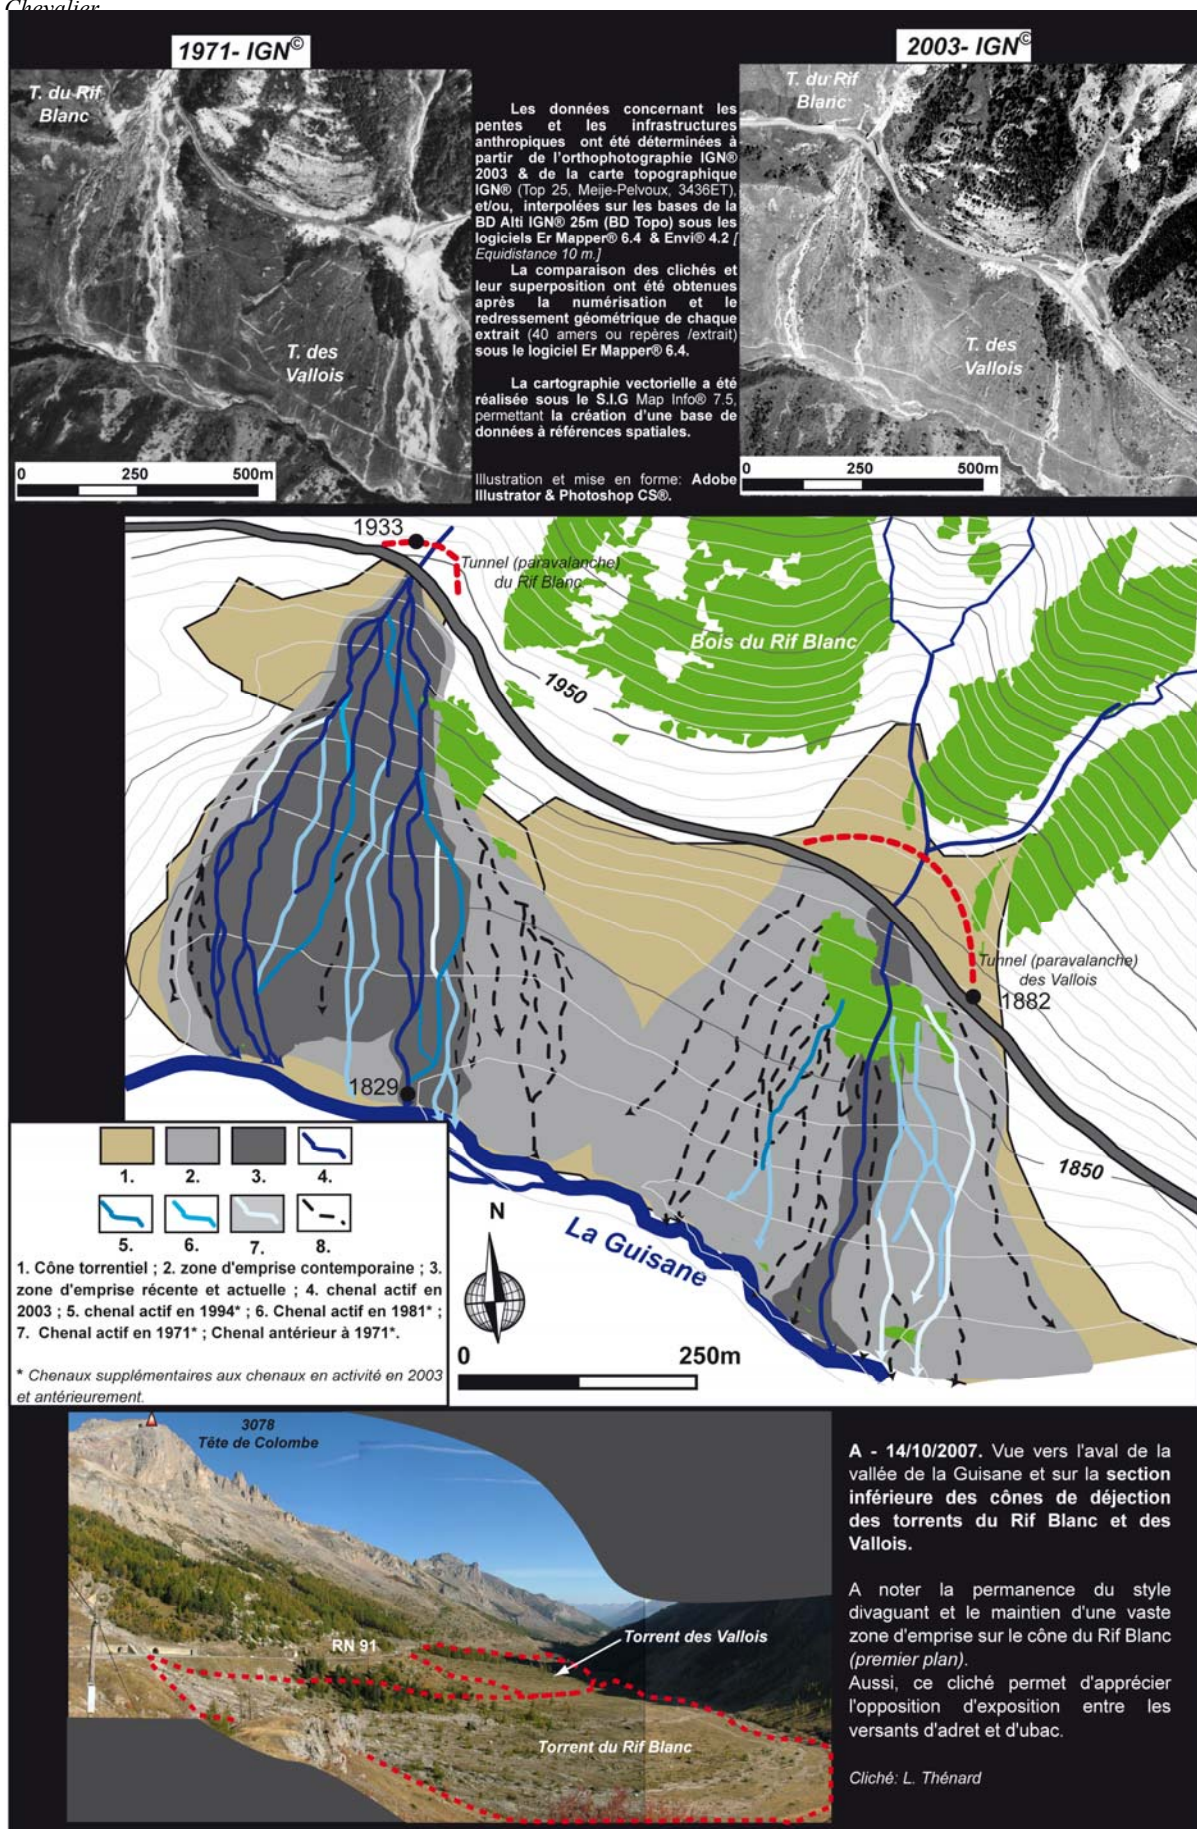 Chevalier
1971- IGN©
2003- IGN©
T. du Rif
Blanc
T. des
Vallois
0 250 500m
Les données concernant les
pentes et les infrastructures
anthropiques ont été déterminées à
partir de l'orthophotographie IGN®
2003 & de la carte topographique
IGN® (Top 25, Meije-Pelvoux, 3436ET),
et/ou, interpolées sur les bases de la
BD Alti IGN® 25m (BD Topo) sous les
logiciels Er Mapper® 6.4 & Envi® 4.2 [
Equidistance 10 m.]
La comparaison des clichés et
leur superposition ont été obtenues
après la numérisation et le
redressement géométrique de chaque
extrait (40 amers ou repères /extrait)
sous le logiciel Er Mapper® 6.4.
La cartographie vectorielle a été
réalisée sous le S.I.G Map Info® 7.5,
permettant la création d'une base de
données à références spatiales.
Illustration et mise en forme: Adobe
Illustrator & Photoshop CS®.
T. du Rif
Blanc
T. des
Vallois
0 250 500m
1933
Tunnel (paravalanche)
du Rif Blanc
Bois du Rif Blanc
1950
Tunnel (paravalanche)
des Vallois
1882
1829
1850
La Guisane
N
0 250m
1. 2. 3. 4.
5. 6. 7. 8.
1. Cône torrentiel ; 2. zone d'emprise contemporaine ; 3.
zone d'emprise récente et actuelle ; 4. chenal actif en
2003 ; 5. chenal actif en 1994* ; 6. Chenal actif en 1981* ;
7. Chenal actif en 1971* ; Chenal antérieur à 1971*.
* Chenaux supplémentaires aux chenaux en activité en 2003
et antérieurement.
3078
Tête de Colombe
RN 91
Torrent des Vallois
Torrent du Rif Blanc
A - 14/10/2007. Vue vers l'aval de la
vallée de la Guisane et sur la section
inférieure des cônes de déjection
des torrents du Rif Blanc et des
Vallois.
A noter la permanence du style
divaguant et le maintien d'une vaste
zone d'emprise sur le cône du Rif Blanc
(premier plan).
Aussi, ce cliché permet d'apprécier
l'opposition d'exposition entre les
versants d'adret et d'ubac.
Cliché: L. Thénard